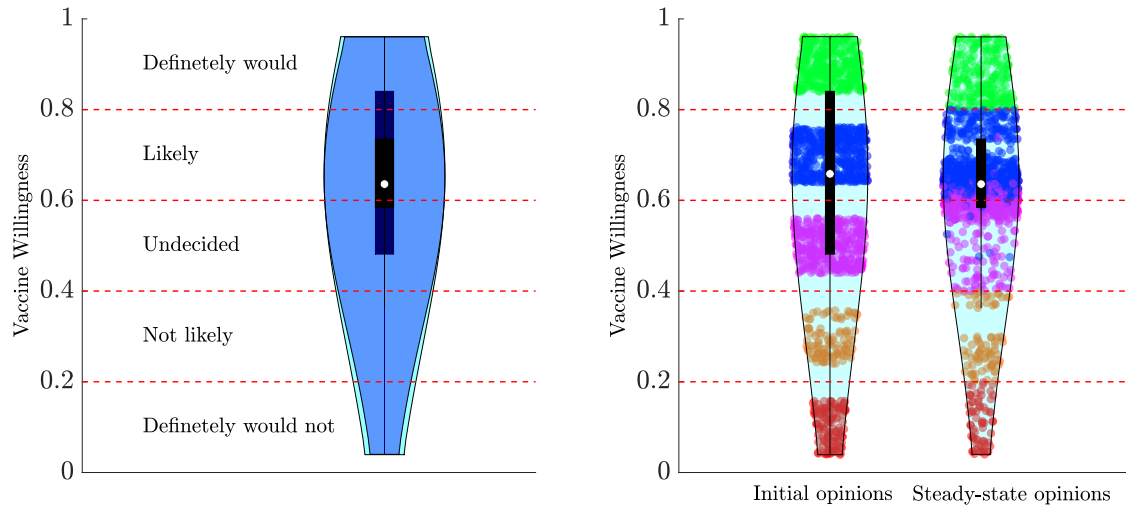 Vaccine Willingness
1
0.8
0.6
0.4
0.2
0
Definetely would
Likely
Undecided
Not likely
Definetely would not
Vaccine Willingness
1
0.8
0.6
0.4
0.2
0
Initial opinions
Steady-state opinions